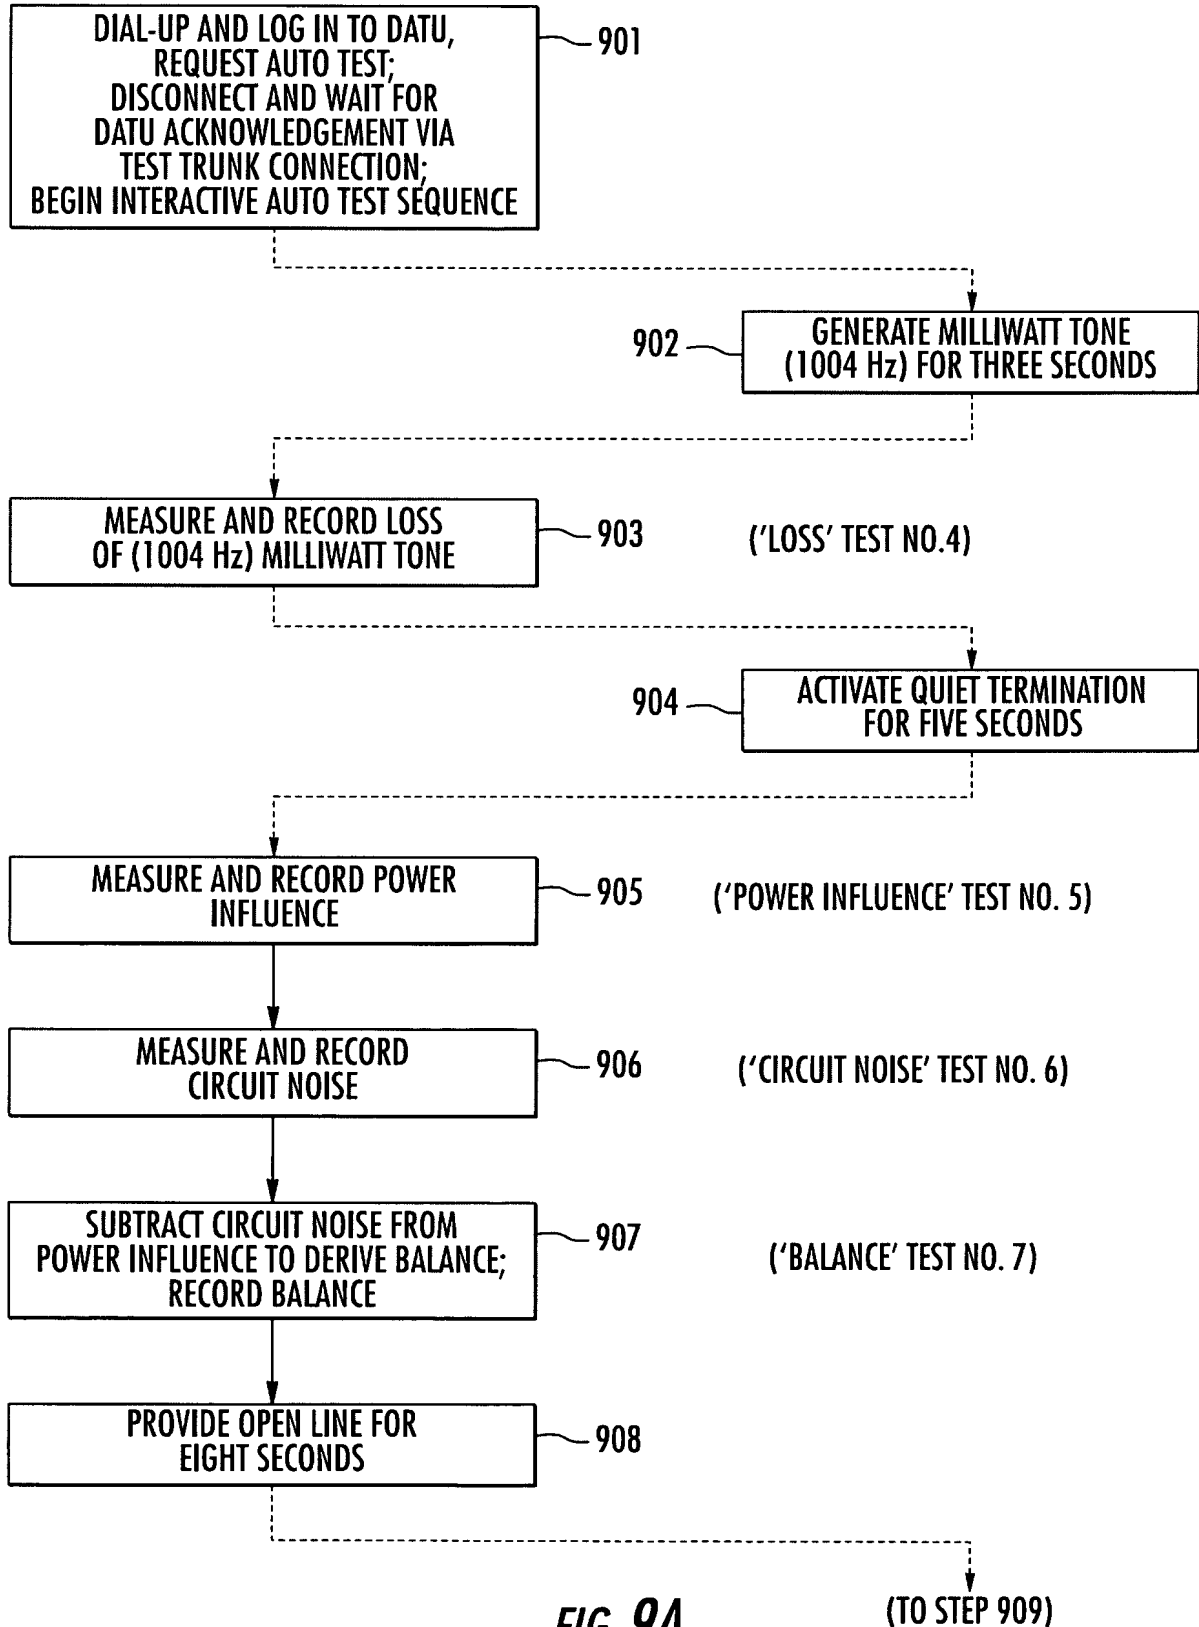 DIAL-UP AND LOG IN TO DATU,
REQUEST AUTO TEST;
DISCONNECT AND WAIT FOR
DATU ACKNOWLEDGEMENT VIA
TEST TRUNK CONNECTION;
BEGIN INTERACTIVE AUTO TEST SEQUENCE
901
902
GENERATE MILLIWATT TONE
(1004 Hz) FOR THREE SECONDS
MEASURE AND RECORD LOSS
OF (1004 Hz) MILLIWATT TONE
903
('LOSS' TEST NO.4)
904
ACTIVATE QUIET TERMINATION
FOR FIVE SECONDS
MEASURE AND RECORD POWER
INFLUENCE
905
('POWER INFLUENCE' TEST NO. 5)
MEASURE AND RECORD
CIRCUIT NOISE
906
('CIRCUIT NOISE' TEST NO. 6)
SUBTRACT CIRCUIT NOISE FROM
POWER INFLUENCE TO DERIVE BALANCE;
RECORD BALANCE
907
('BALANCE' TEST NO. 7)
PROVIDE OPEN LINE FOR
EIGHT SECONDS
908
(TO STEP 909)
FIG. 9A